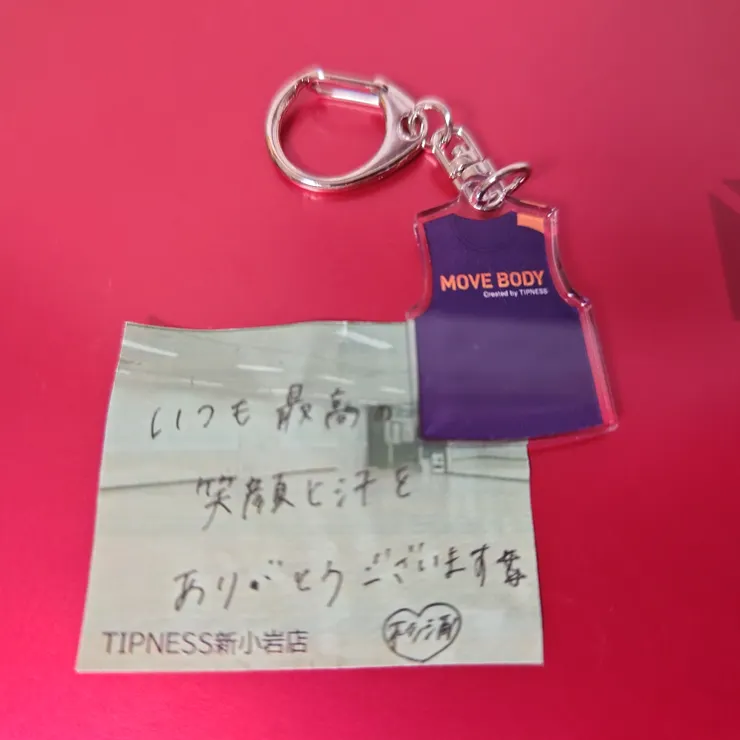 MOVE BODY
Created by TIPNESS
いつも最高の
笑顔と汗を
ありがとうございます
TIPNESS新小岩店